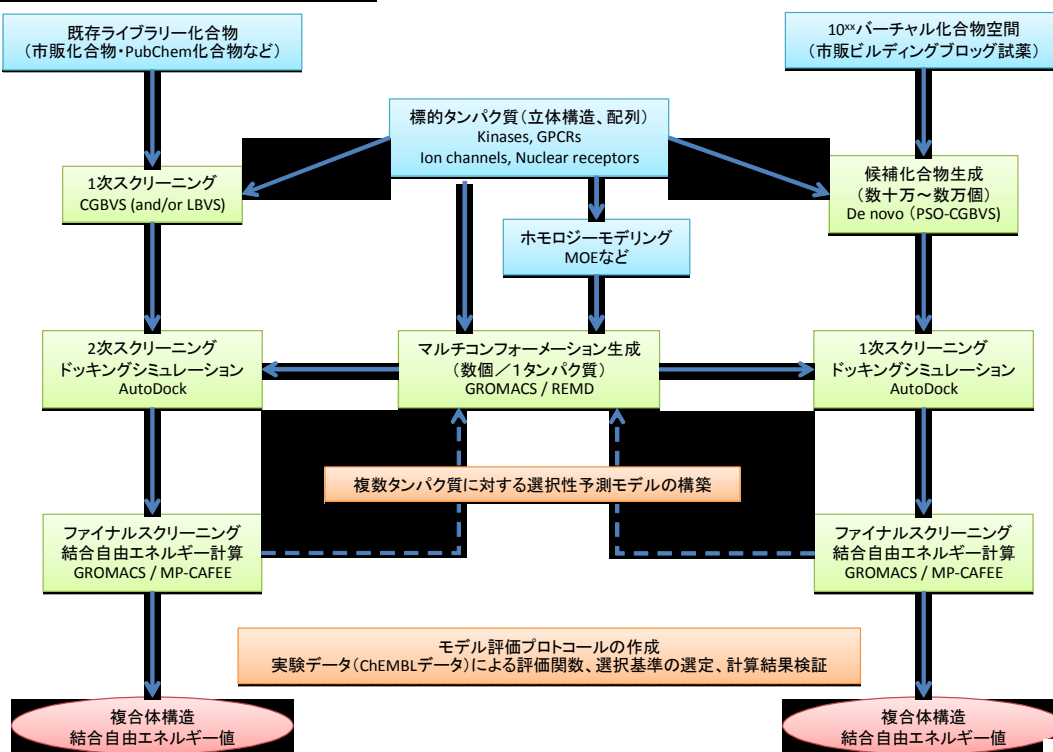 既存ライブラリー化合物
（市販化合物・PubChem化合物など）
10xxバーチャル化合物空間
（市販ビルディングブロッグ試薬）
標的タンパク質（立体構造、配列）
Kinases, GPCRs
Ion channels, Nuclear receptors
1次スクリーニング
CGBVS (and/or LBVS)
候補化合物生成
（数十万～数万個）
De novo （PSO-CGBVS）
ホモロジーモデリング
MOEなど
2次スクリーニング
ドッキングシミュレーション
AutoDock
マルチコンフォーメーション生成
（数個／１タンパク質）
GROMACS / REMD
1次スクリーニング
ドッキングシミュレーション
AutoDock
複数タンパク質に対する選択性予測モデルの構築
ファイナルスクリーニング
結合自由エネルギー計算
GROMACS / MP-CAFEE
ファイナルスクリーニング
結合自由エネルギー計算
GROMACS / MP-CAFEE
モデル評価プロトコールの作成
実験データ（ChEMBLデータ）による評価関数、選択基準の選定、計算結果検証
複合体構造
結合自由エネルギー値
複合体構造
結合自由エネルギー値